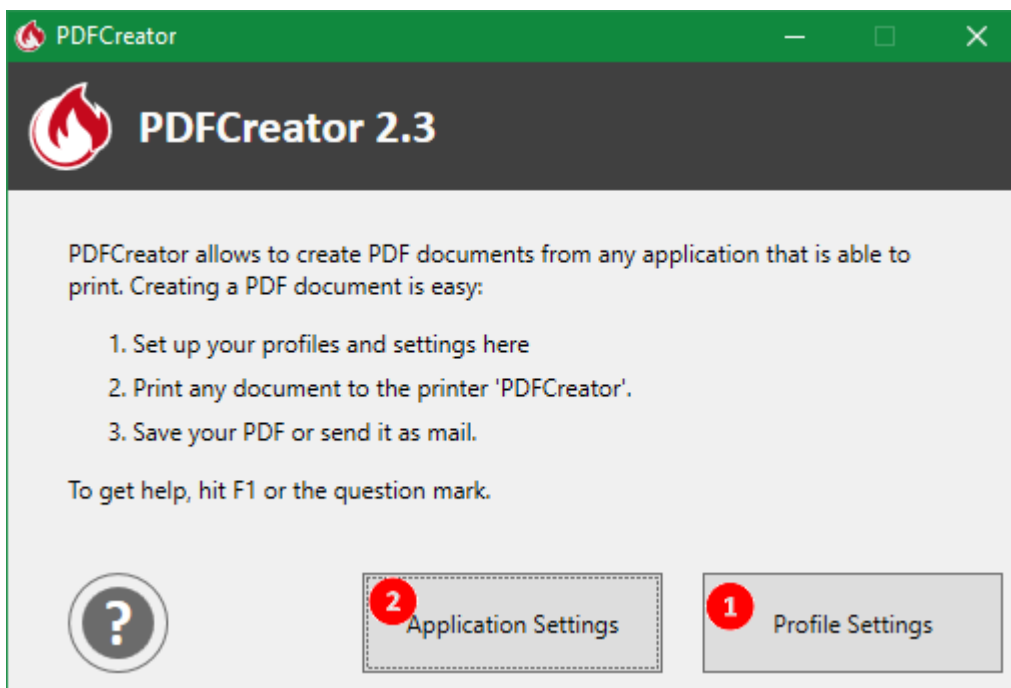 PDFCreator
PDFCreator 2.3
PDFCreator allows to create PDF documents from any application that is able to
print. Creating a PDF document is easy:
1. Set up your profiles and settings here
2. Print any document to the printer 'PDFCreator'.
3. Save your PDF or send it as mail.
To get help, hit F1 or the question mark.
?
2 Application Settings
1 Profile Settings